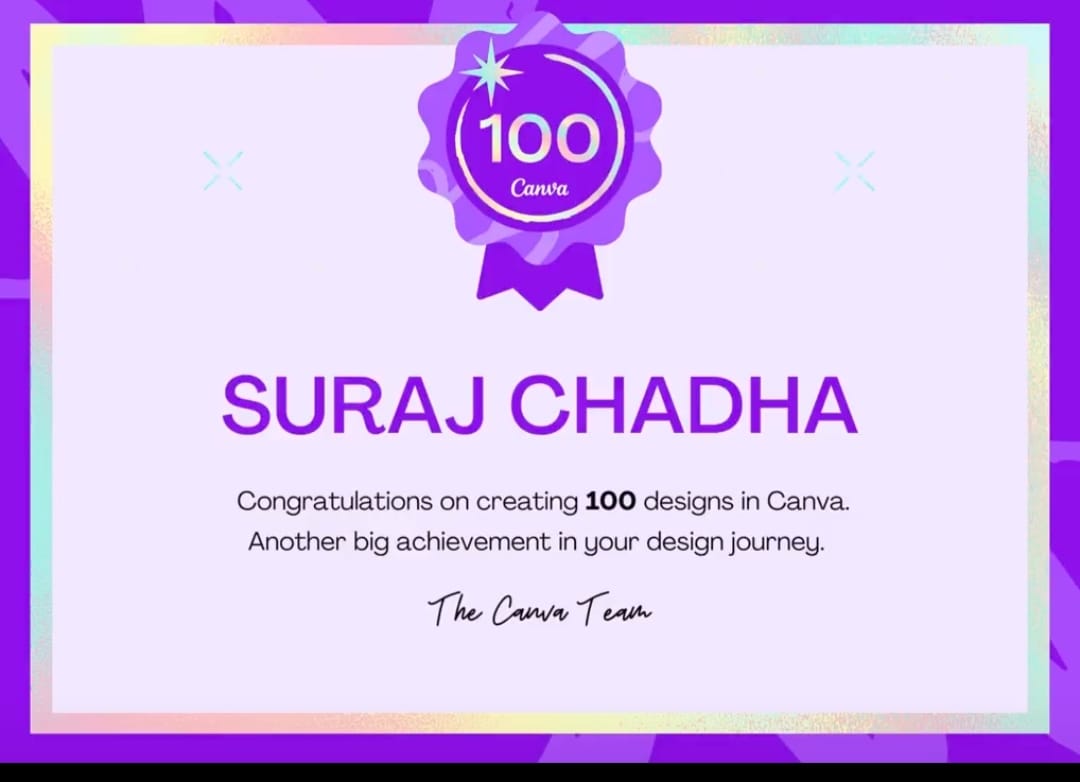 100
Canva
SURAJ CHADHA
Congratulations on creating 100 designs in Canva.
Another big achievement in your design journey.
The Canva Team